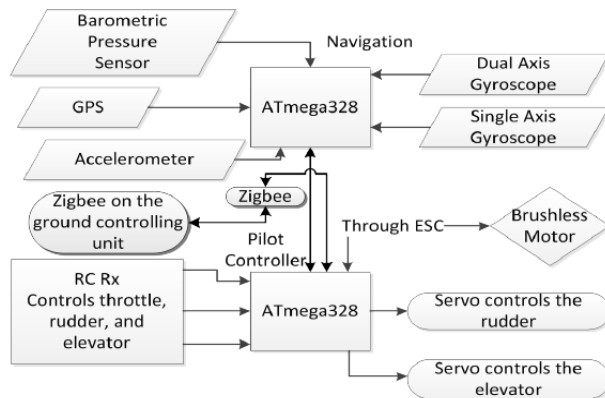 Barometric
Pressure
Sensor
Navigation
Dual Axis
Gyroscope
GPS
ATmega328
Single Axis
Gyroscope
Accelerometer
Zigbee
Zigbee on the
ground controlling
unit
Through ESC
Brushless
Motor
Pilot
Controller
RC Rx
Controls throttle,
rudder, and
elevator
ATmega328
Servo controls the
rudder
Servo controls the
elevator